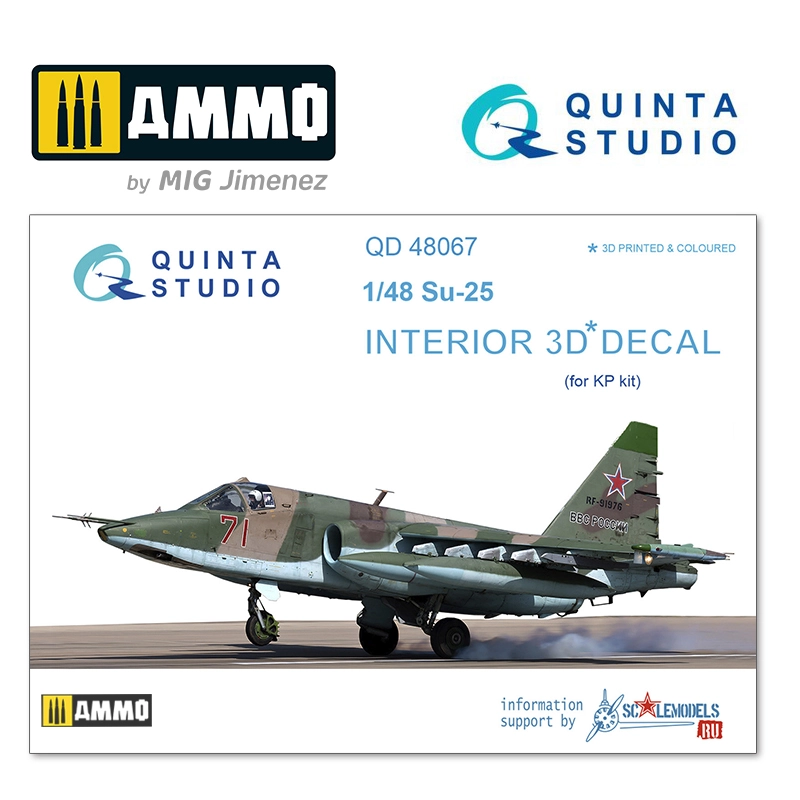 AMMO
by MIG Jimenez
QUINTA
STUDIO
QUINTA
STUDIO
QD 48067
* 3D PRINTED & COLOURED
1/48 Su-25
INTERIOR 3D* DECAL
(for KP kit)
71
RF-91976
ВВС РОССИИ
AMMO
information
support by
SCALEMODELS
RU